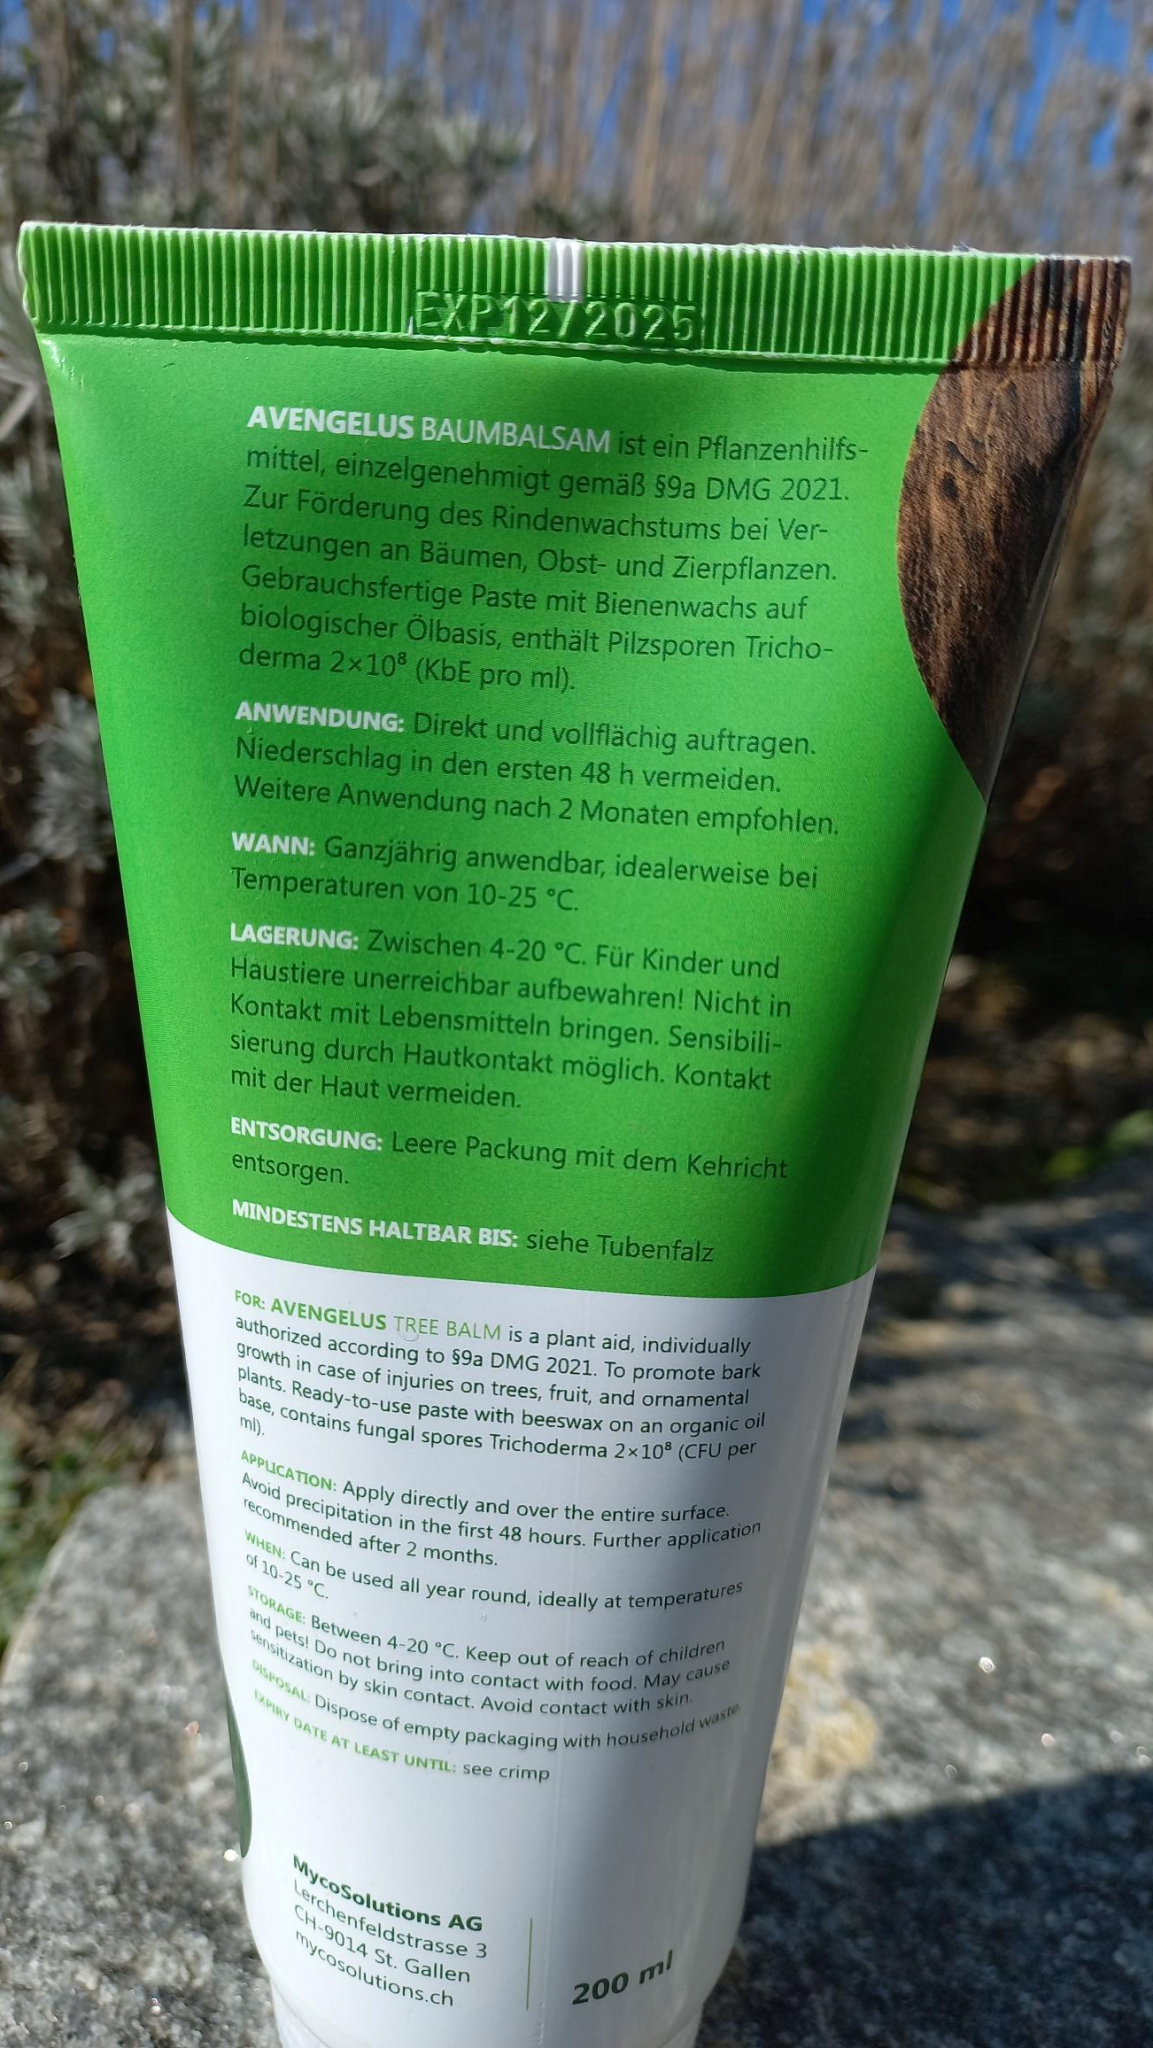 EXP12/2025
AVENGELUS BAUMBALSAM ist ein Pflanzenhilfs-
mittel, einzelgenehmigt gemäß §9a DMG 2021.
Zur Förderung des Rindenwachstums bei Ver-
letzungen an Bäumen, Obst- und Zierpflanzen.
Gebrauchsfertige Paste mit Bienenwachs auf
biologischer Ölbasis, enthält Pilzsporen Tricho-
derma 2×10⁸ (KbE pro ml).
ANWENDUNG: Direkt und vollflächig auftragen.
Niederschlag in den ersten 48 h vermeiden.
Weitere Anwendung nach 2 Monaten empfohlen.
WANN: Ganzjährig anwendbar, idealerweise bei
Temperaturen von 10-25 °C.
LAGERUNG: Zwischen 4-20 °C. Für Kinder und
Haustiere unerreichbar aufbewahren! Nicht in
Kontakt mit Lebensmitteln bringen. Sensibili-
sierung durch Hautkontakt möglich. Kontakt
mit der Haut vermeiden.
ENTSORGUNG: Leere Packung mit dem Kehricht
entsorgen.
MINDESTENS HALTBAR BIS: siehe Tubenfalz
FOR: AVENGELUS TREE BALM is a plant aid, individually
authorized according to §9a DMG 2021. To promote bark
growth in case of injuries on trees, fruit, and ornamental
plants. Ready-to-use paste with beeswax on an organic oil
base, contains fungal spores Trichoderma 2×10⁸ (CFU per
ml).
APPLICATION: Apply directly and over the entire surface.
Avoid precipitation in the first 48 hours. Further application
recommended after 2 months.
WHEN: Can be used all year round, ideally at temperatures
of 10-25 °C.
STORAGE: Between 4-20 °C. Keep out of reach of children
and pets! Do not bring into contact with food. May cause
sensitization by skin contact. Avoid contact with skin.
DISPOSAL: Dispose of empty packaging with household waste
EXPIRY DATE AT LEAST UNTIL: see crimp
MycoSolutions AG
Lerchenfeldstrasse 3
CH-9014 St. Gallen
mycosolutions.ch
200 ml